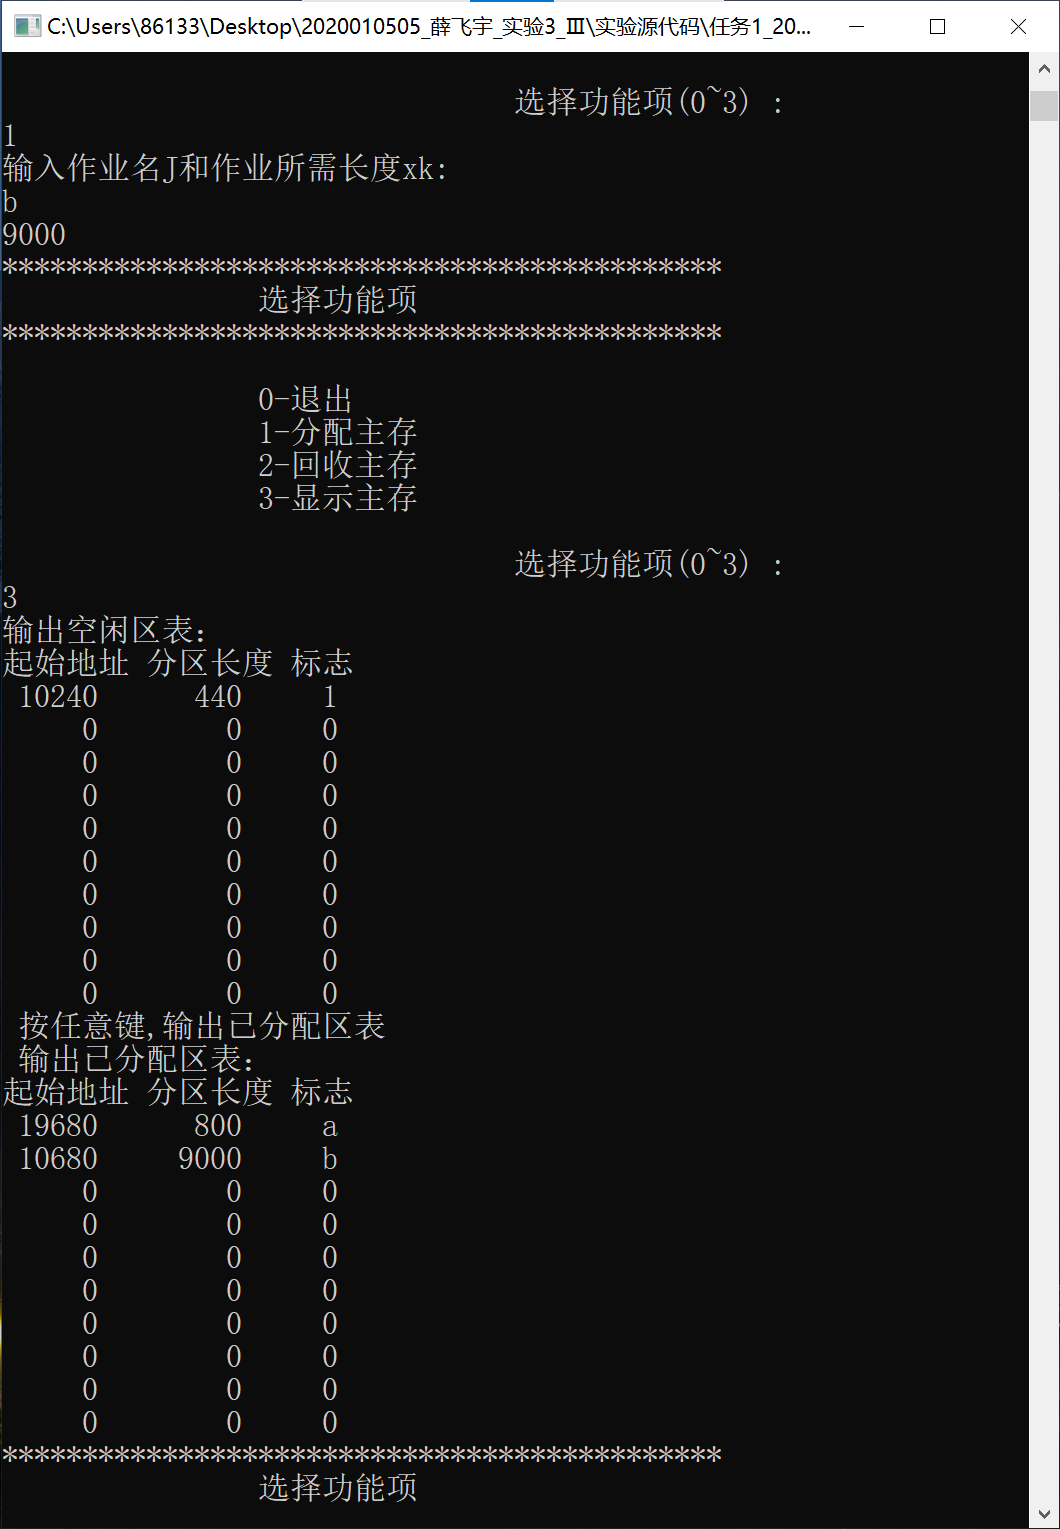 C:\Users\86133\Desktop\2020010505_薛飞宇_实验3_Ⅲ\实验源代码\任务1_20...
选择功能项(0~3) :
1
输入作业名J和作业所需长度xk:
b
9000
*********************************************
选择功能项
*********************************************
0-退出
1-分配主存
2-回收主存
3-显示主存
选择功能项(0~3) :
3
输出空闲区表:
起始地址 分区长度 标志
10240 440 1
0 0 0
0 0 0
0 0 0
0 0 0
0 0 0
0 0 0
0 0 0
0 0 0
0 0 0
按任意键,输出已分配区表
输出已分配区表:
起始地址 分区长度 标志
19680 800 a
10680 9000 b
0 0 0
0 0 0
0 0 0
0 0 0
0 0 0
0 0 0
0 0 0
0 0 0
*********************************************
选择功能项